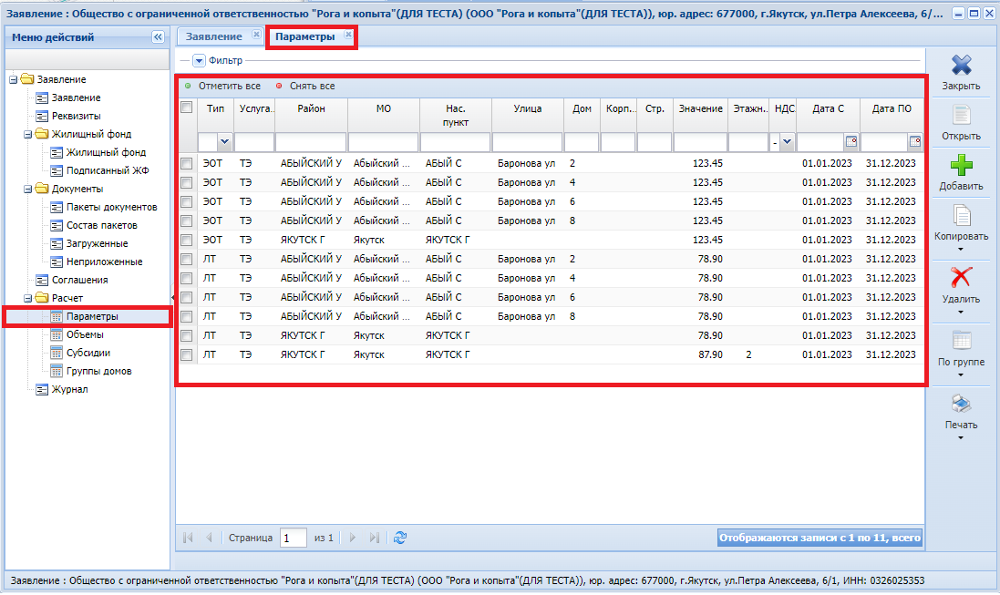 Заявление : Общество с ограниченной ответственностью "Рога и копыта"(ДЛЯ ТЕСТА) (ООО "Рога и копыта"(ДЛЯ ТЕСТА)), юр. адрес: 677000, г.Якутск, ул.Петра Алексеева, 6/...
Меню действий
Заявление
Заявление
Реквизиты
Жилищный фонд
Жилищный фонд
Подписанный ЖФ
Документы
Пакеты документов
Состав пакетов
Загруженные
Неприложенные
Соглашения
Расчет
Параметры
Объемы
Субсидии
Группы домов
Журнал
Заявление Параметры
Фильтр
Отметить все Снять все
Тип Услуга.. Район МО Нас. пункт Улица Дом Корп... Стр. Значение Этажн.. НДС Дата С Дата ПО
-
ЭОТ ТЭ АБЫЙСКИЙ У Абыйский ... АБЫЙ С Баронова ул 2 123.45 01.01.2023 31.12.2023
ЭОТ ТЭ АБЫЙСКИЙ У Абыйский ... АБЫЙ С Баронова ул 4 123.45 01.01.2023 31.12.2023
ЭОТ ТЭ АБЫЙСКИЙ У Абыйский ... АБЫЙ С Баронова ул 6 123.45 01.01.2023 31.12.2023
ЭОТ ТЭ АБЫЙСКИЙ У Абыйский ... АБЫЙ С Баронова ул 8 123.45 01.01.2023 31.12.2023
ЭОТ ТЭ ЯКУТСК Г Якутск ЯКУТСК Г 123.45 01.01.2023 31.12.2023
ЛТ ТЭ АБЫЙСКИЙ У Абыйский ... АБЫЙ С Баронова ул 2 78.90 01.01.2023 31.12.2023
ЛТ ТЭ АБЫЙСКИЙ У Абыйский ... АБЫЙ С Баронова ул 4 78.90 01.01.2023 31.12.2023
ЛТ ТЭ АБЫЙСКИЙ У Абыйский ... АБЫЙ С Баронова ул 6 78.90 01.01.2023 31.12.2023
ЛТ ТЭ АБЫЙСКИЙ У Абыйский ... АБЫЙ С Баронова ул 8 78.90 01.01.2023 31.12.2023
ЛТ ТЭ ЯКУТСК Г Якутск ЯКУТСК Г 78.90 01.01.2023 31.12.2023
ЛТ ТЭ ЯКУТСК Г Якутск ЯКУТСК Г 87.90 2 01.01.2023 31.12.2023
Страница 1 из 1
Отображаются записи с 1 по 11, всего
Закрыть
Открыть
Добавить
Копировать
Удалить
По группе
Печать
Заявление : Общество с ограниченной ответственностью "Рога и копыта"(ДЛЯ ТЕСТА) (ООО "Рога и копыта"(ДЛЯ ТЕСТА)), юр. адрес: 677000, г.Якутск, ул.Петра Алексеева, 6/1, ИНН: 0326025353